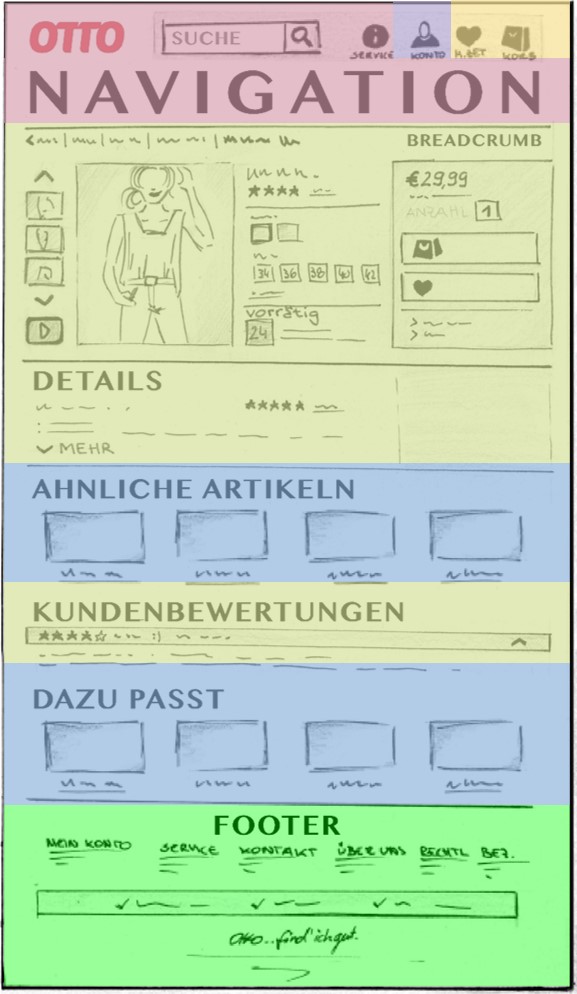 OTTO SUCHE SERVICE KONTO M.ZET KORB
NAVIGATION
BREADCRUMB
€29,99
ANZAHL 1
34 36 38 40 42
vorrätig
24
DETAILS
MEHR
AHNLICHE ARTIKELN
KUNDENBEWERTUNGEN
DAZU PASST
FOOTER
MEIN KONTO SERVICE KONTAKT ÜBER UNS RECHTL BEZ.
Otto.. find' ich gut.